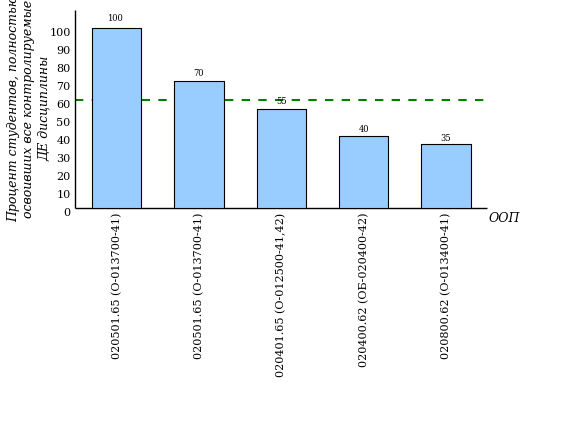 Процент студентов, полностью
освоивших все контролируемые
ДЕ дисциплины
100
90
80
70
60
50
40
30
20
10
0
100
70
55
40
35
ООП
020501.65 (О-013700-41)
020501.65 (О-013700-41)
020401.65 (О-012500-41,42)
020400.62 (ОБ-020400-42)
020800.62 (О-013400-41)